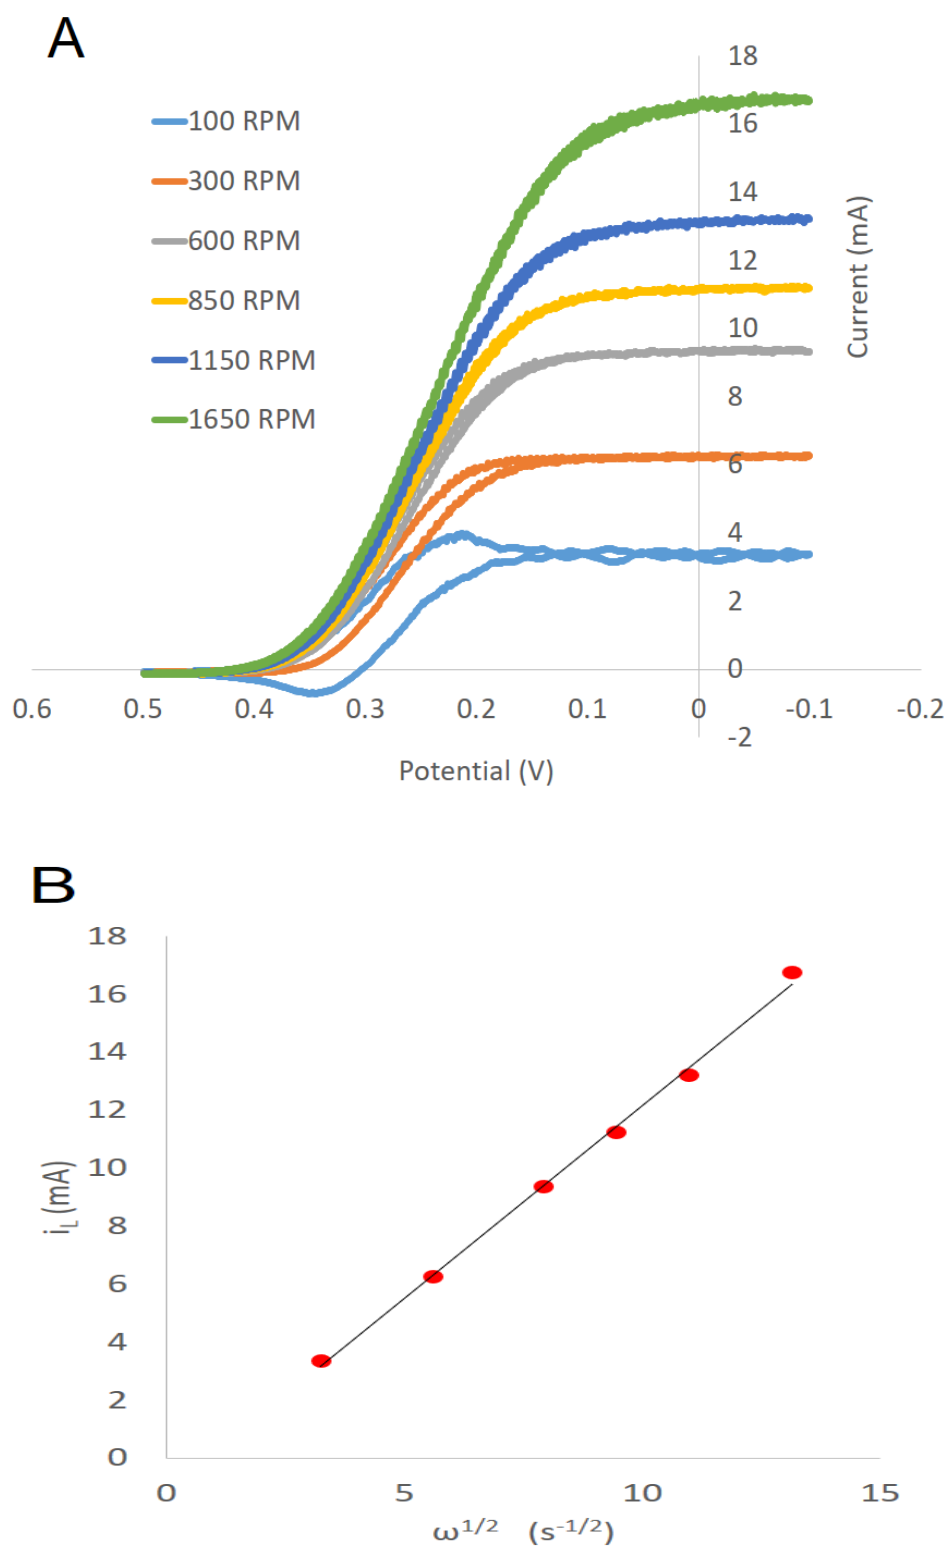 A
18
100 RPM
16
300 RPM
14
600 RPM
12
850 RPM
10
1150 RPM
8
1650 RPM
6
4
2
0
0.6 0.5 0.4 0.3 0.2 0.1 0 -0.1 -0.2
-2
Current (mA)
Potential (V)
B
18
16
14
12
10
8
6
4
2
0
i_L (mA)
0 5 10 15
ω^1/2 (s^-1/2)